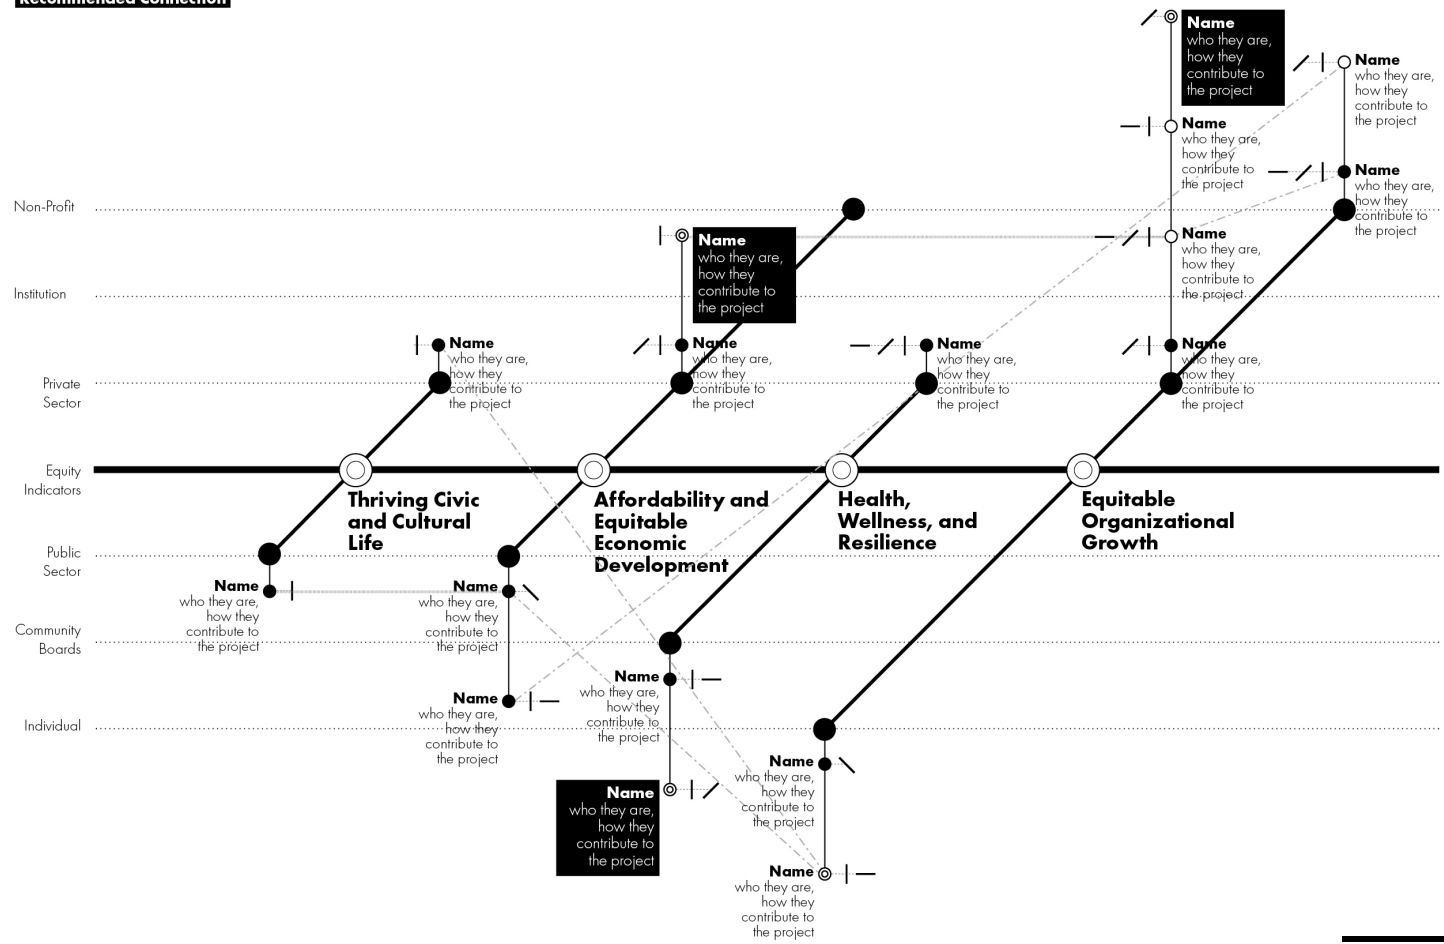 Recommended Connection
Name
who they are,
how they
contribute to
the project
Name
who they are,
how they
contribute to
the project
Name
who they are,
how they
contribute to
the project
Name
who they are,
how they
contribute to
the project
Non-Profit
Name
who they are,
how they
contribute to
the project
Name
who they are,
how they
contribute to
the project
Institution
Name
who they are,
how they
contribute to
the project
Name
who they are,
how they
contribute to
the project
Name
who they are,
how they
contribute to
the project
Name
who they are,
how they
contribute to
the project
Private
Sector
Equity
Indicators
Thriving Civic
and Cultural
Life
Affordability and
Equitable
Economic
Development
Health,
Wellness, and
Resilience
Equitable
Organizational
Growth
Public
Sector
Name
who they are,
how they
contribute to
the project
Name
who they are,
how they
contribute to
the project
Community
Boards
Name
who they are,
how they
contribute to
the project
Name
who they are,
how they
contribute to
the project
Individual
Name
who they are,
how they
contribute to
the project
Name
who they are,
how they
contribute to
the project
Name
who they are,
how they
contribute to
the project